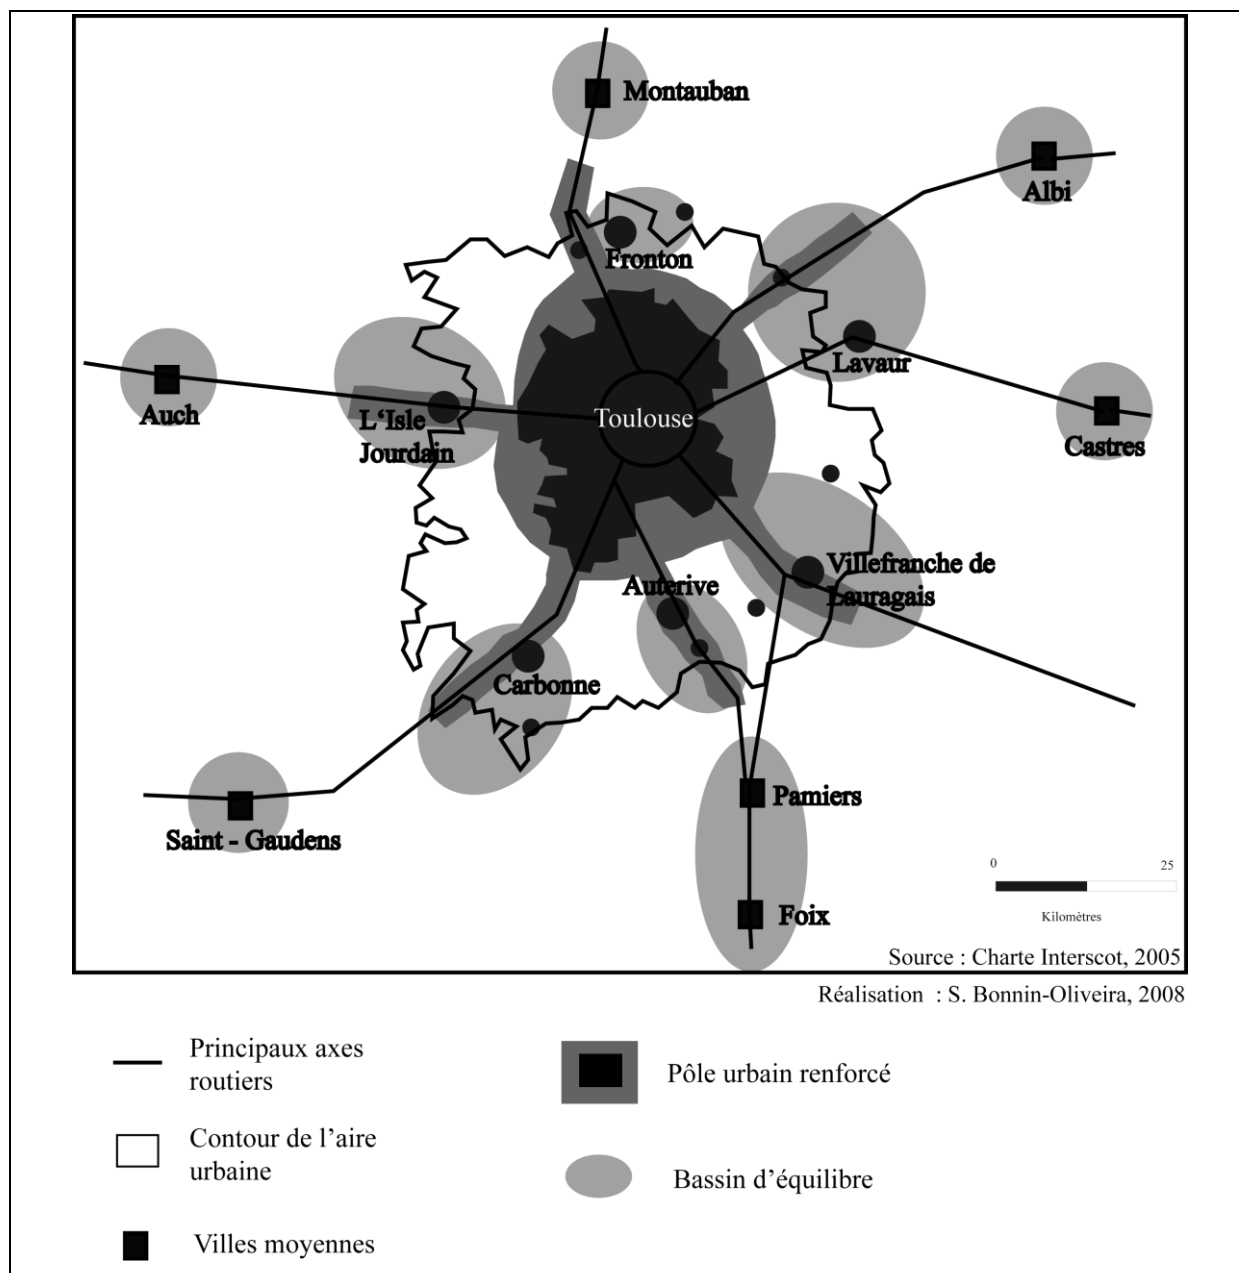 Montauban
Albi
Fronton
Lavaur
Auch
L'Isle
Jourdain
Toulouse
Castres
Auterive
Villefranche de
Lauragais
Carbonne
Pamiers
Saint - Gaudens
Foix
0 25
Kilomètres
Source : Charte Interscot, 2005
Réalisation : S. Bonnin-Oliveira, 2008
Principaux axes
routiers
Pôle urbain renforcé
Contour de l'aire
urbaine
Bassin d'équilibre
Villes moyennes